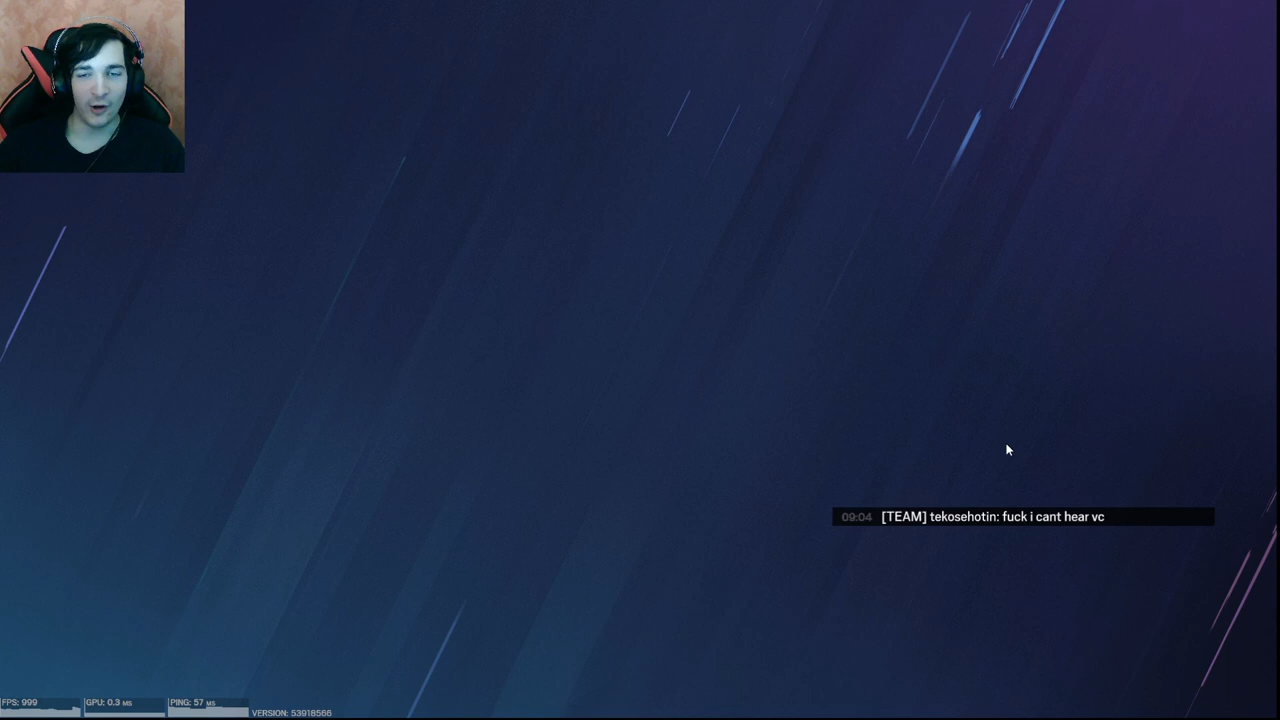 09:04 [TEAM] tekosehotin: fuck i cant hear vc
FPS: 999 GPU: 0.3 MS PING: 57 MS VERSION: 53918566